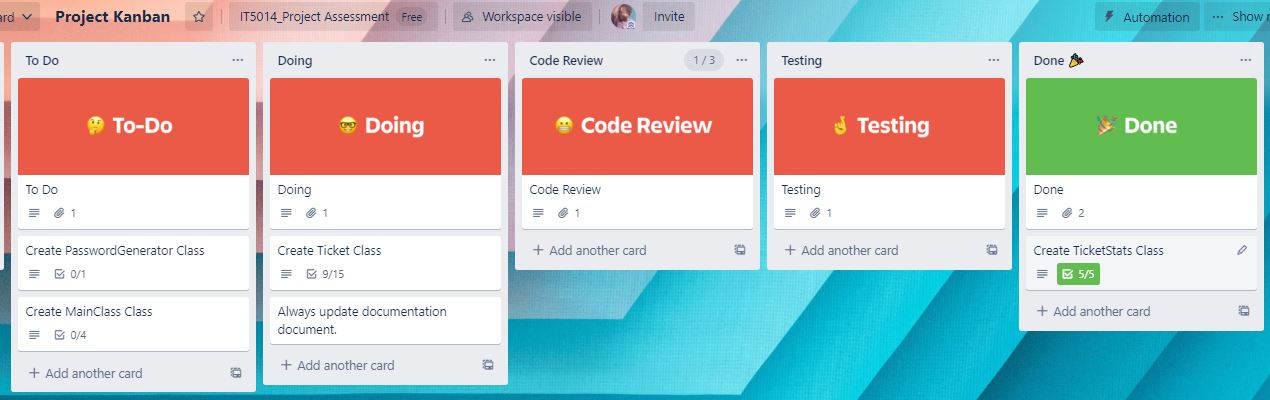 ard
Project Kanban
IT5014_Project Assessment Free
Workspace visible
Invite
Automation
Show
To Do
🤔 To-Do
To Do
1
Create PasswordGenerator Class
0/1
Create MainClass Class
0/4
+ Add another card
Doing
🤓 Doing
Doing
1
Create Ticket Class
9/15
Always update documentation
document.
+ Add another card
Code Review
1 / 3
😬 Code Review
Code Review
1
+ Add another card
Testing
🤞 Testing
Testing
1
+ Add another card
Done 🎉
🎉 Done
Done
2
Create TicketStats Class
5/5
+ Add another card